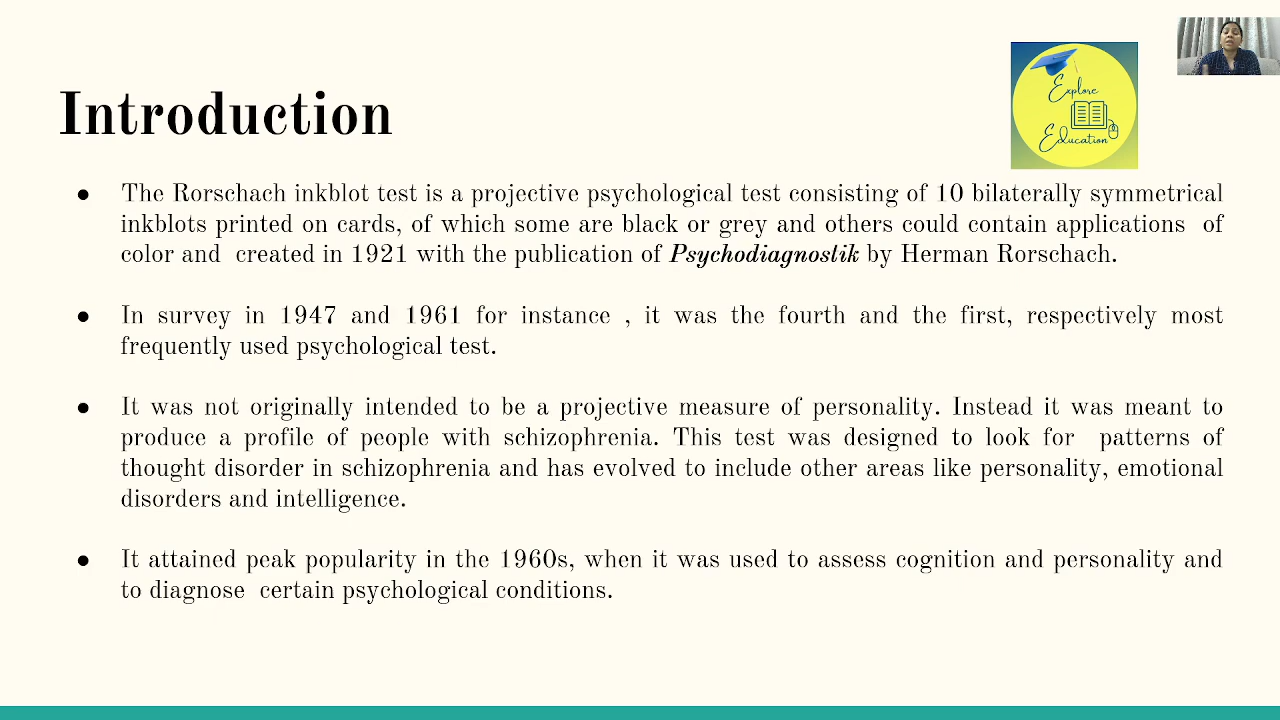 Introduction
Explore
Education
● The Rorschach inkblot test is a projective psychological test consisting of 10 bilaterally symmetrical
inkblots printed on cards, of which some are black or grey and others could contain applications of
color and created in 1921 with the publication of Psychodiagnostik by Herman Rorschach.
● In survey in 1947 and 1961 for instance , it was the fourth and the first, respectively most
frequently used psychological test.
● It was not originally intended to be a projective measure of personality. Instead it was meant to
produce a profile of people with schizophrenia. This test was designed to look for patterns of
thought disorder in schizophrenia and has evolved to include other areas like personality, emotional
disorders and intelligence.
● It attained peak popularity in the 1960s, when it was used to assess cognition and personality and
to diagnose certain psychological conditions.